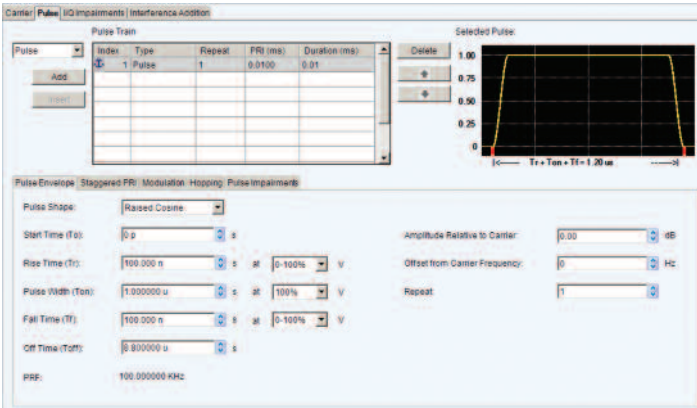 Carrier Pulse I/Q Impairments Interference Addition
Pulse Train
Selected Pulse:
Pulse
Add
Insert
Index Type Repeat PRI (ms) Duration (ms)
1 Pulse 1 0.0100 0.01
Delete
1.00
0.75
0.50
0.25
0
Tr + Ton + Tf = 1.20 us
Pulse Envelope Staggered PRI Modulation Hopping Pulse Impairments
Pulse Shape: Raised Cosine
Start Time (To): 0 p s
Amplitude Relative to Carrier: 0.00 dB
Rise Time (Tr): 100.000 n s at 0-100% V
Offset from Carrier Frequency: 0 Hz
Pulse Width (Ton): 1.000000 u s at 100% V
Repeat: 1
Fall Time (Tf): 100.000 n s at 0-100% V
Off Time (Toff): 8.800000 u s
PRF: 100.000000 KHz